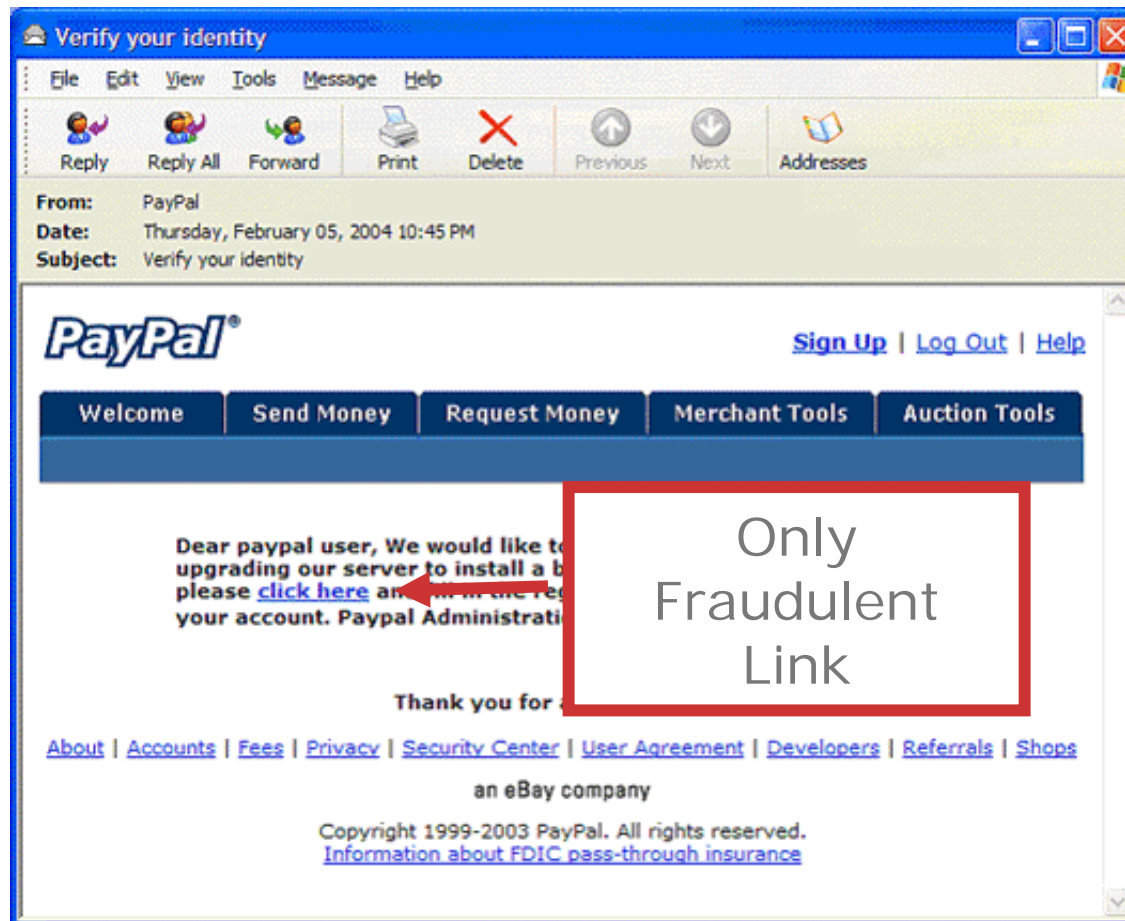 Verify your identity
File Edit View Tools Message Help
Reply Reply All Forward Print Delete Previous Next Addresses
From: PayPal
Date: Thursday, February 05, 2004 10:45 PM
Subject: Verify your identity
PayPal®
Sign Up | Log Out | Help
Welcome Send Money Request Money Merchant Tools Auction Tools
Dear paypal user, We would like
upgrading our server to install a
please click here and fill in the
your account. Paypal
Only
Fraudulent
Link
Thank you for
About | Accounts | Fees | Privacy | Security Center | User Agreement | Developers | Referrals | Shops
an eBay company
Copyright 1999-2003 PayPal. All rights reserved.
Information about FDIC pass-through insurance